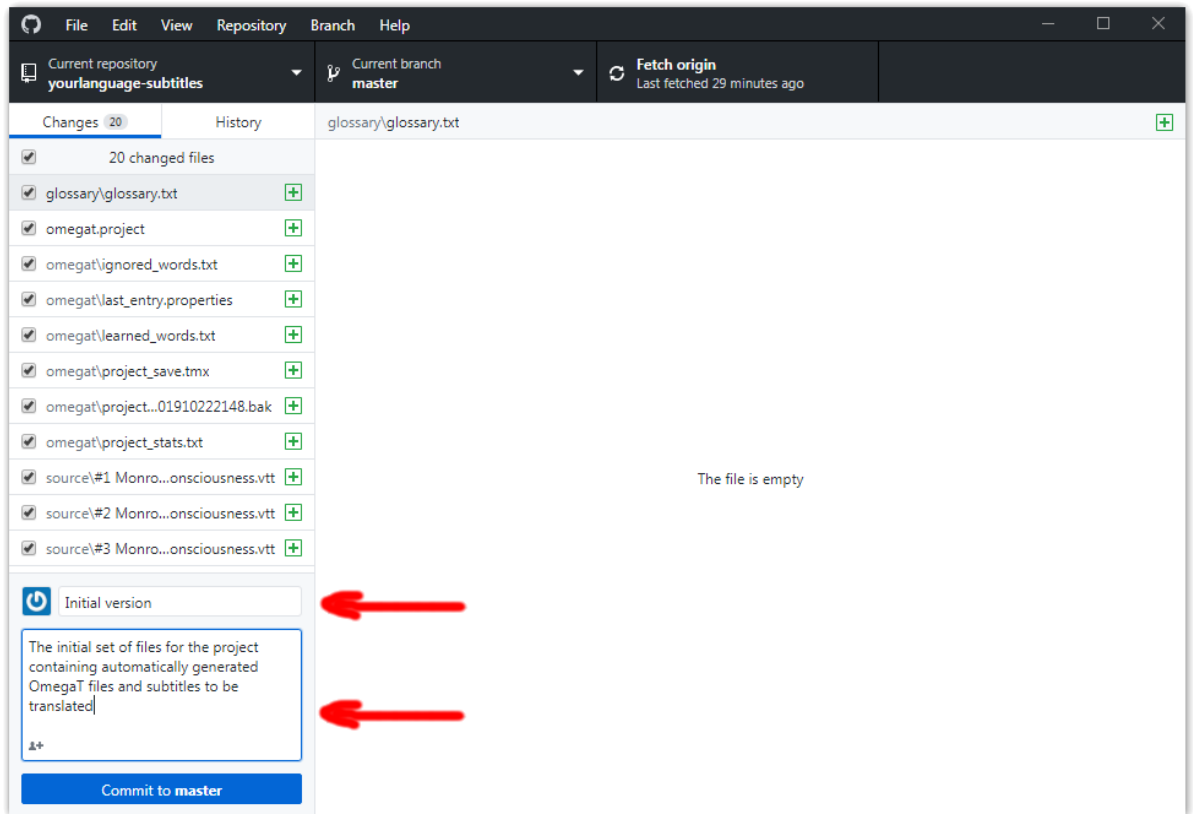 File Edit View Repository Branch Help
Current repository
yourlanguage-subtitles
Current branch
master
Fetch origin
Last fetched 29 minutes ago
Changes 20 History
glossary\glossary.txt
20 changed files
glossary\glossary.txt
omegat.project
omegat\ignored_words.txt
omegat\last_entry.properties
omegat\learned_words.txt
omegat\project_save.tmx
omegat\project...01910222148.bak
omegat\project_stats.txt
source\#1 Monro...onsciousness.vtt
source\#2 Monro...onsciousness.vtt
source\#3 Monro...onsciousness.vtt
The file is empty
Initial version
The initial set of files for the project
containing automatically generated
OmegaT files and subtitles to be
translated
Commit to master